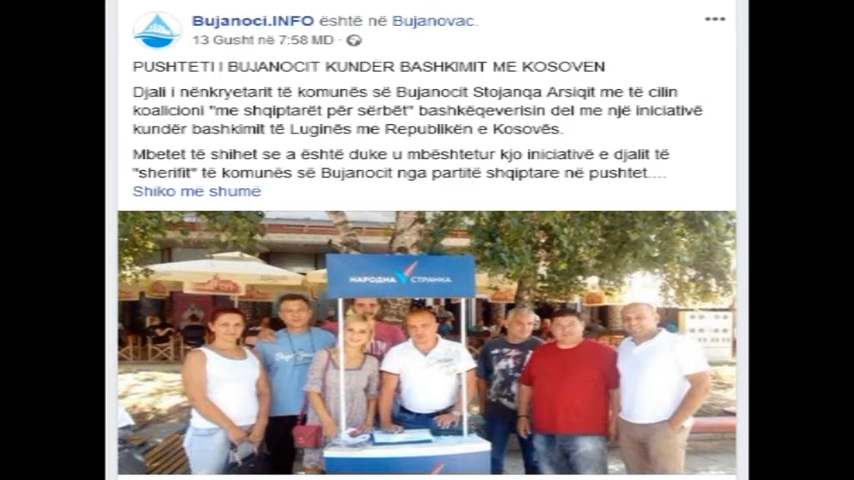 Bujanoci.INFO është në Bujanovac.
13 Gusht në 7:58 MD ·
PUSHTETI I BUJANOCIT KUNDËR BASHKIMIT ME KOSOVËN
Djali i nënkryetarit të komunës së Bujanocit Stojanqa Arsiqit me të cilin
koalicioni "me shqiptarët për sërbët" bashkëqeverisin del me një iniciativë
kundër bashkimit të Luginës me Republikën e Kosovës.
Mbetet të shihet se a është duke u mbështetur kjo iniciativë e djalit të
"sherifit" të komunës së Bujanocit nga partitë shqiptare në pushtet....
Shiko më shumë
НАРОДНА СТРАНКА